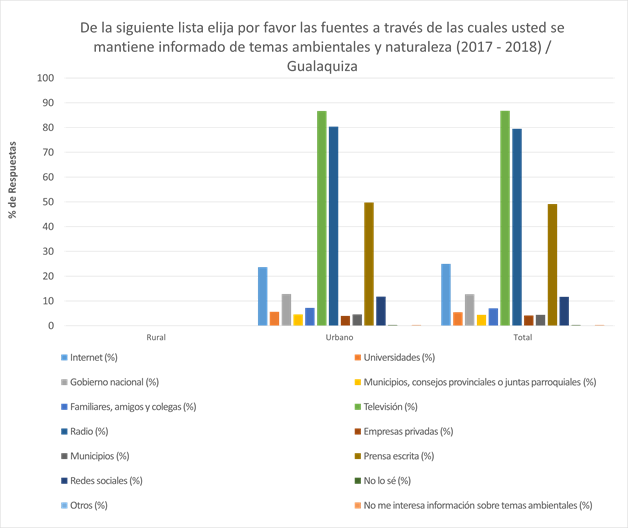 De la siguiente lista elija por favor las fuentes a través de las cuales usted se
mantiene informado de temas ambientales y naturaleza (2017 - 2018) /
Gualaquiza
% de Respuestas
100
90
80
70
60
50
40
30
20
10
0
Rural
Urbano
Total
Internet (%)
Universidades (%)
Gobierno nacional (%)
Municipios, consejos provinciales o juntas parroquiales (%)
Familiares, amigos y colegas (%)
Televisión (%)
Radio (%)
Empresas privadas (%)
Municipios (%)
Prensa escrita (%)
Redes sociales (%)
No lo sé (%)
Otros (%)
No me interesa información sobre temas ambientales (%)